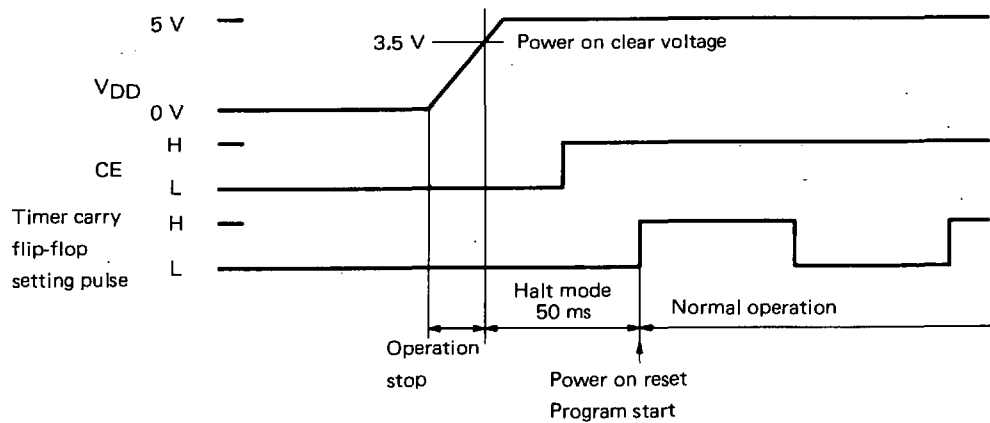 5 V
3.5 V
Power on clear voltage
VDD
0 V
H
CE
L
Timer carry
flip-flop
setting pulse
H
L
Halt mode
50 ms
Normal operation
Operation
stop
Power on reset
Program start